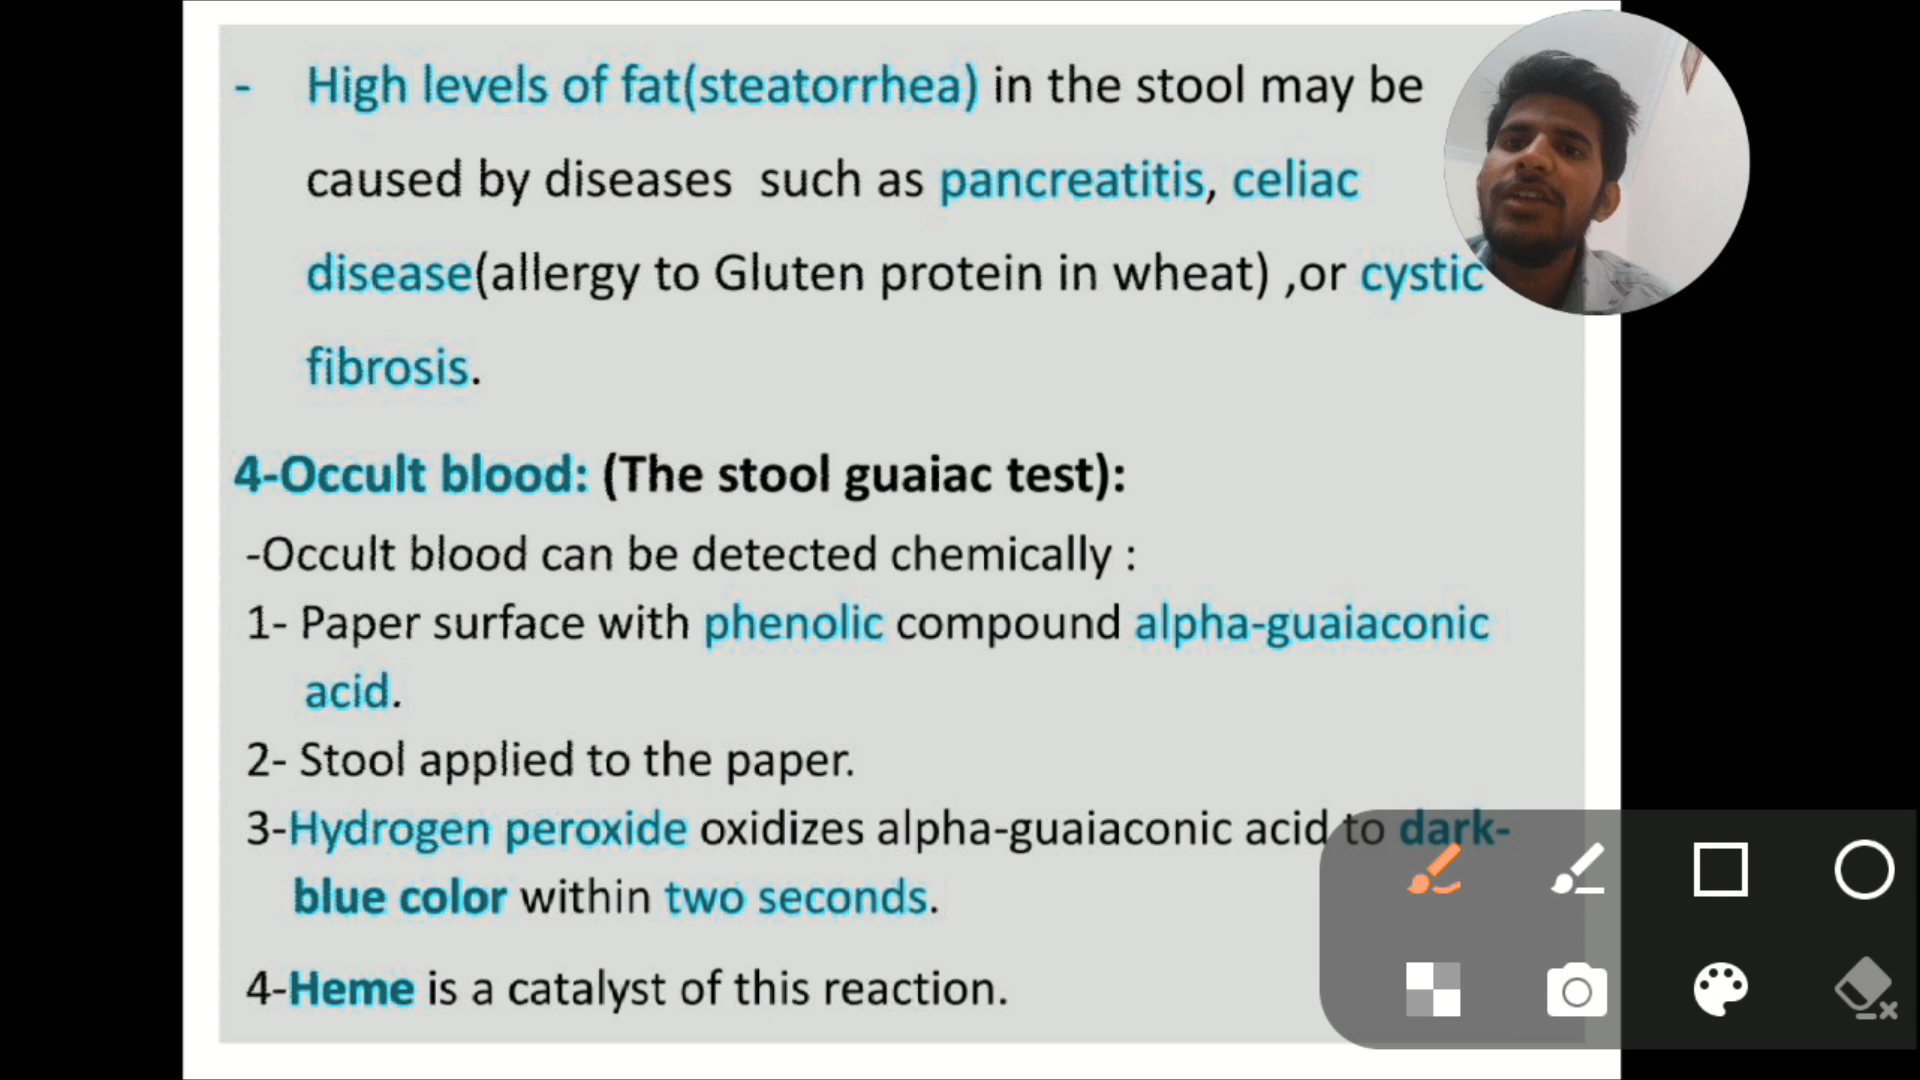 - High levels of fat(steatorrhea) in the stool may be
caused by diseases such as pancreatitis, celiac
disease(allergy to Gluten protein in wheat) ,or cystic
fibrosis.
4-Occult blood: (The stool guaiac test):
-Occult blood can be detected chemically :
1- Paper surface with phenolic compound alpha-guaiaconic
acid.
2- Stool applied to the paper.
3-Hydrogen peroxide oxidizes alpha-guaiaconic acid to dark-
blue color within two seconds.
4-Heme is a catalyst of this reaction.